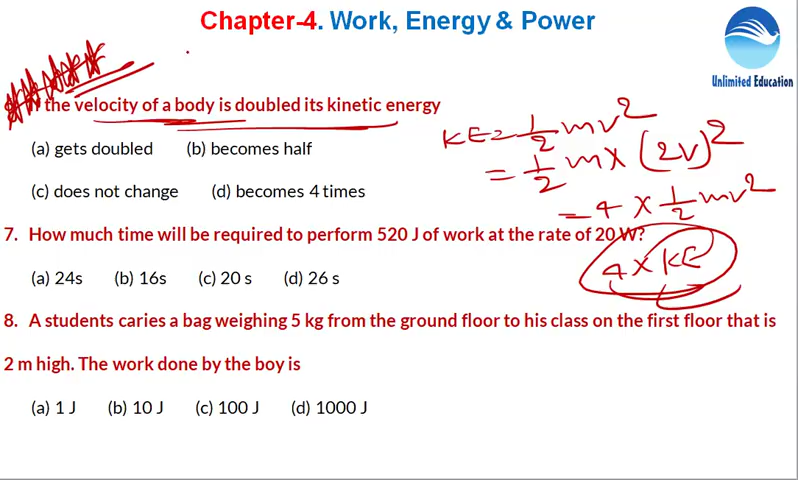 Chapter-4. Work, Energy & Power
Unlimited Education
the velocity of a body is doubled its kinetic energy
KE = 1/2 mv²
(a) gets doubled (b) becomes half
= 1/2 m x (2v)²
(c) does not change (d) becomes 4 times
= 4 x 1/2 mv²
7. How much time will be required to perform 520 J of work at the rate of 20 W?
4 x KE
(a) 24s (b) 16s (c) 20 s (d) 26 s
8. A students caries a bag weighing 5 kg from the ground floor to his class on the first floor that is
2 m high. The work done by the boy is
(a) 1 J (b) 10 J (c) 100 J (d) 1000 J